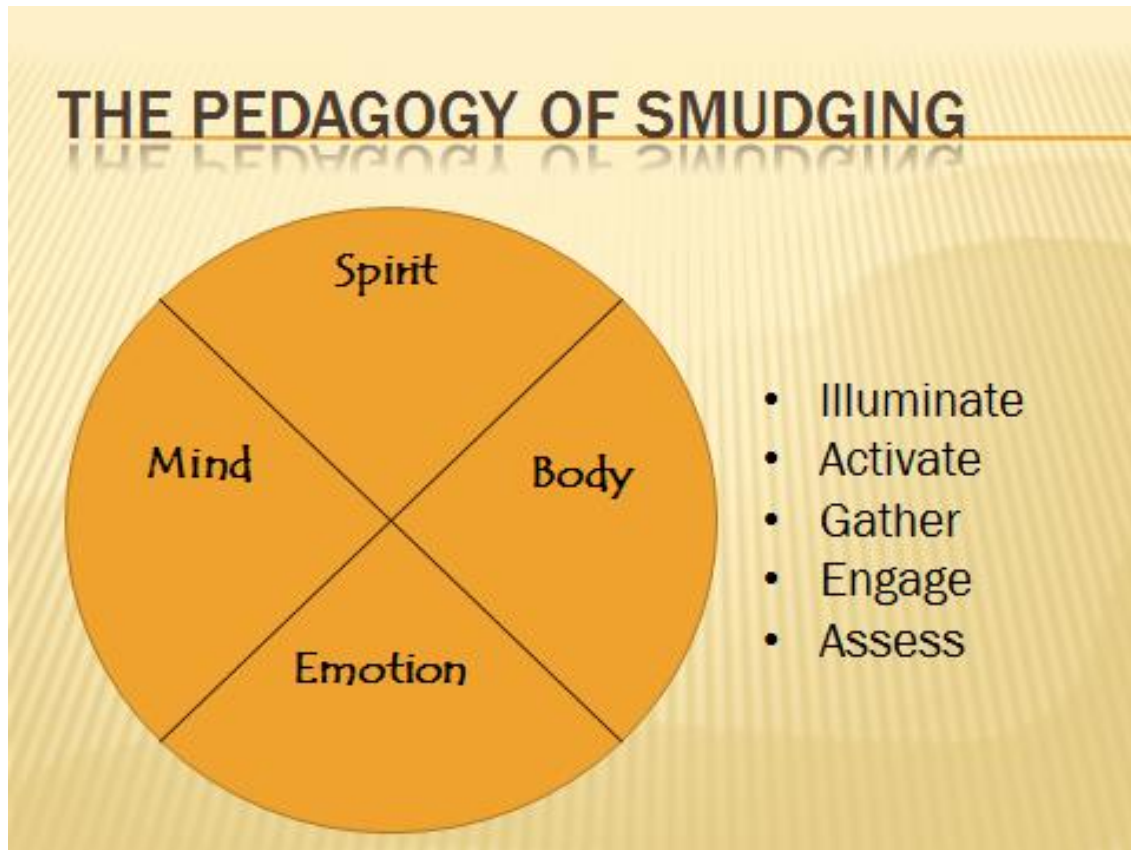 THE PEDAGOGY OF SMUDGING
Spirit
Mind
Body
Emotion
• Illuminate
• Activate
• Gather
• Engage
• Assess